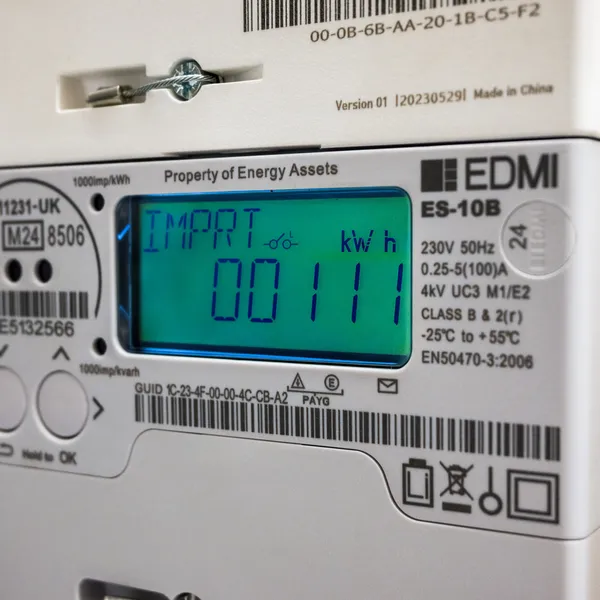 00-0B-6B-AA-20-1B-C5-F2
Version 01 |20230529| Made in China
Property of Energy Assets
1000imp/kWh
EDMI
ES-10B
11231-UK
M24 8506
IMPRT
kWh
00111
24
230V 50Hz
0.25-5(100)A
4kV UC3 M1/E2
CLASS B & 2(r)
-25°C to +55°C
EN50470-3:2006
E5132566
1000imp/kvarh
GUID 1C-23-4F-00-00-4C-CB-A2
PAYG
Hold to OK